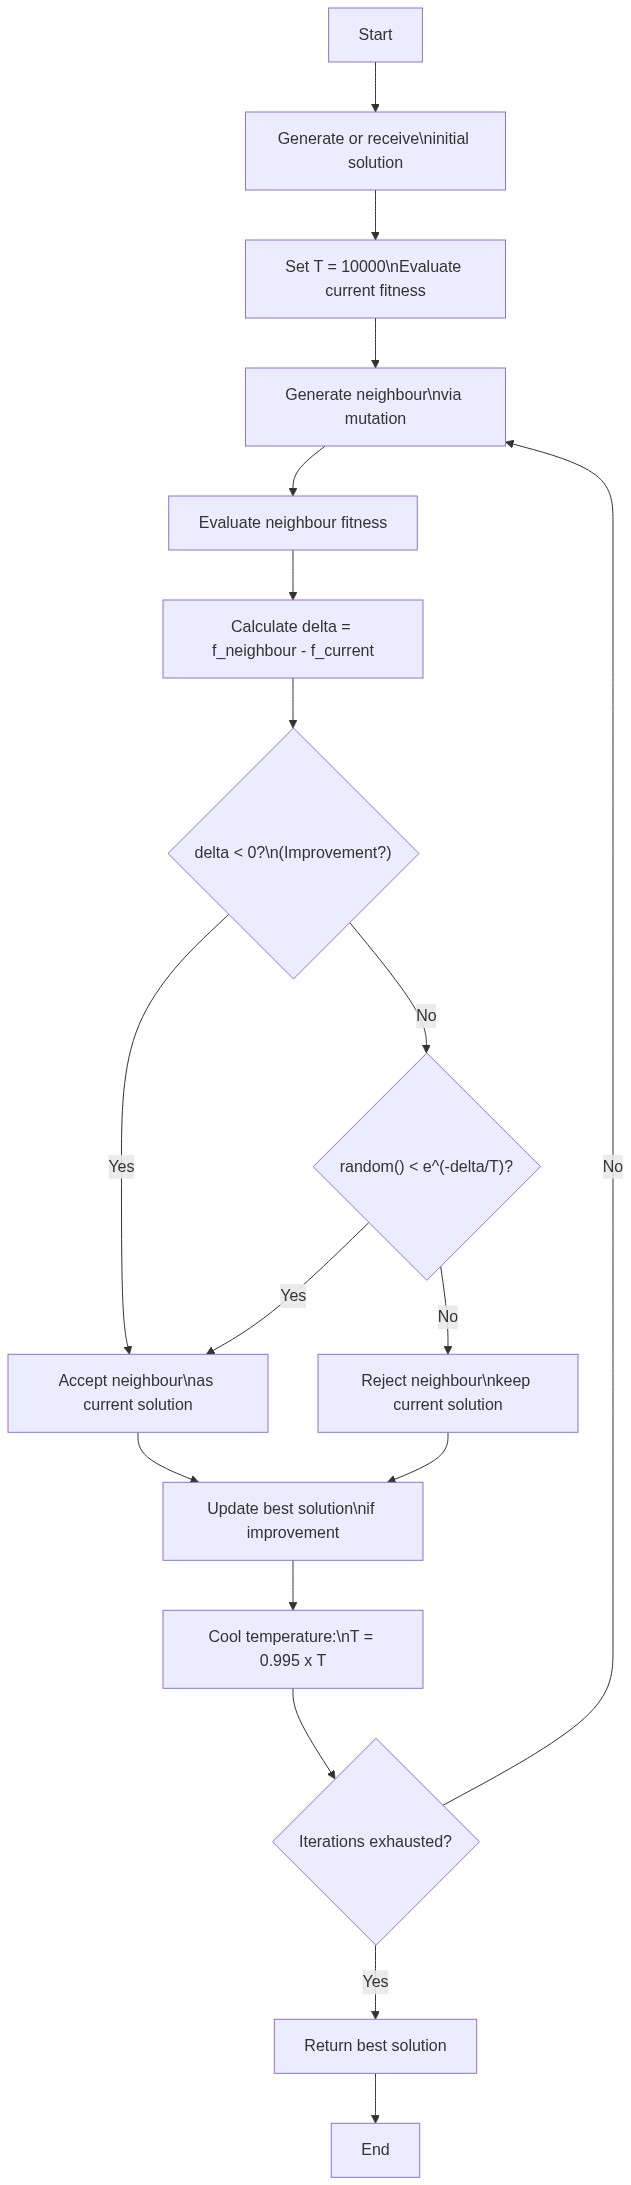 Start
Generate or receive\ninitial
solution
Set T = 10000\nEvaluate
current fitness
Generate neighbour\nvia
mutation
Evaluate neighbour fitness
Calculate delta =
f_neighbour - f_current
delta < 0?\n(Improvement?)
No
random() < e^(-delta/T)?
Yes
No
Yes
No
Accept neighbour\nas
current solution
Reject neighbour\nkeep
current solution
Update best solution\nif
improvement
Cool temperature:\nT =
0.995 x T
Iterations exhausted?
Yes
Return best solution
End